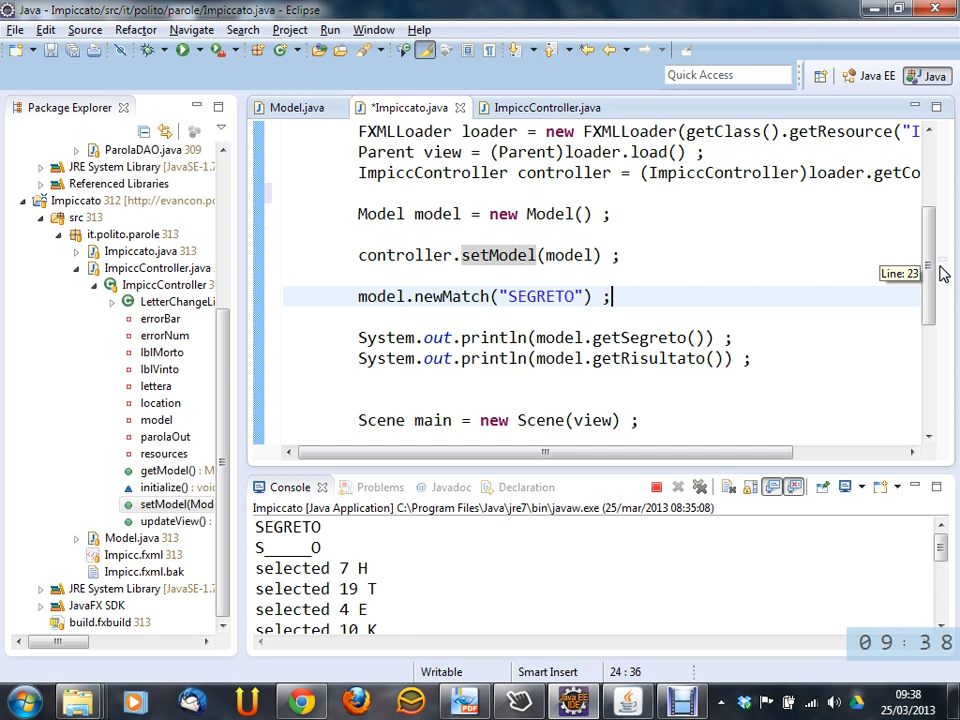 Java - Impiccato/src/it/polito/parole/Impiccato.java - Eclipse
File Edit Source Refactor Navigate Search Project Run Window Help
Quick Access
Java EE
Java
Package Explorer
ParolaDAO.java 309
JRE System Library [JavaSE-1.7
Referenced Libraries
Impiccato 312 [http://evancon.po
src 313
it.polito.parole 313
Impiccato.java 313
ImpiccController.java
ImpiccController 313
LetterChangeLi
errorBar
errorNum
lblMorto
lblVinto
lettera
location
model
parolaOut
resources
getModel() : M
initialize() : voi
setModel(Mod
updateView() :
Model.java 313
Impicc.fxml 313
Impicc.fxml.bak
JRE System Library [JavaSE-1.7
JavaFX SDK
build.fxbuild 313
Model.java
*Impiccato.java
ImpiccController.java
FXMLLoader loader = new FXMLLoader(getClass().getResource("I
Parent view = (Parent)loader.load() ;
ImpiccController controller = (ImpiccController)loader.getCo
Model model = new Model() ;
controller.setModel(model) ;
Line: 23
model.newMatch("SEGRETO") ;
System.out.println(model.getSegreto()) ;
System.out.println(model.getRisultato()) ;
Scene main = new Scene(view) ;
Console
Problems
@ Javadoc
Declaration
Impiccato [Java Application] C:\Program Files\Java\jre7\bin\javaw.exe (25/mar/2013 08:35:08)
SEGRETO
S_____O
selected 7 H
selected 19 T
selected 4 E
selected 10 K
09:38
Writable
Smart Insert
24 : 36
PDF
Java EE IDE
09:38
25/03/2013